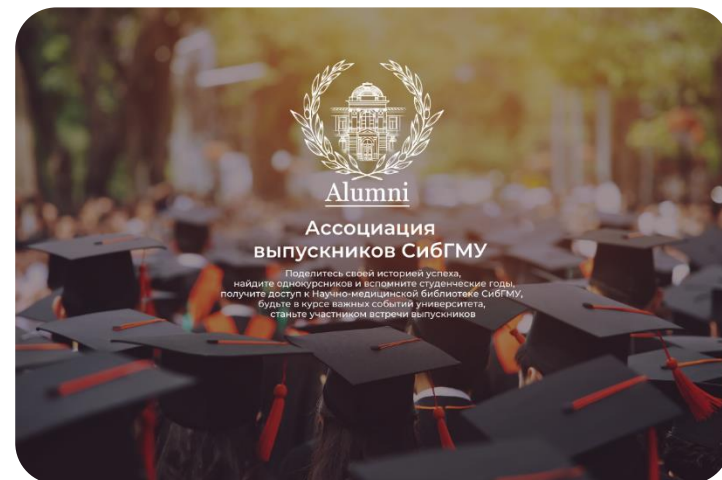 Alumni
Ассоциация
выпускников СибГМУ
Поделитесь своей историей успеха,
найдите однокурсников и вспомните студенческие годы,
получите доступ к Научно-медицинской библиотеке СибГМУ,
будьте в курсе важных событий университета,
станьте участником встречи выпускников